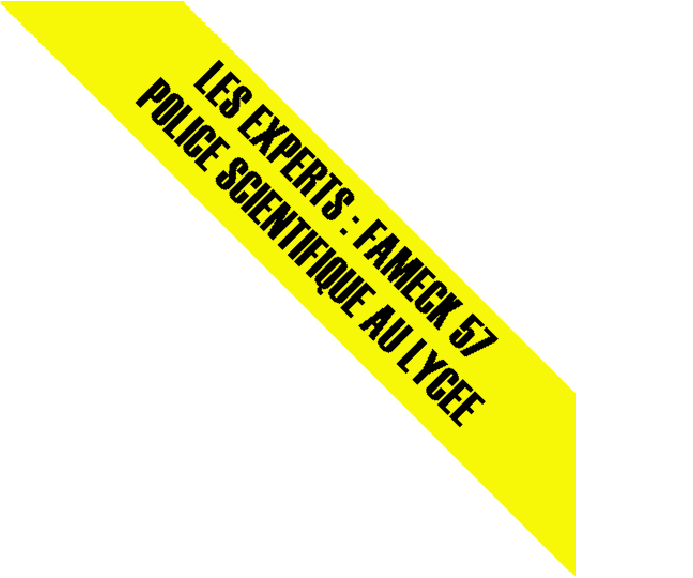 LES EXPERTS : FAMECK 57
POLICE SCIENTIFIQUE AU LYCEE